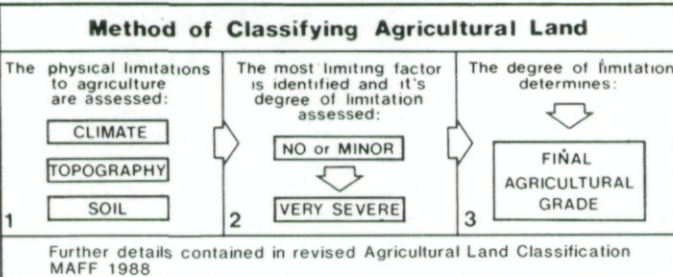 Method of Classifying Agricultural Land
The physical limitations
to agriculture
are assessed:
CLIMATE
TOPOGRAPHY
SOIL
1
The most limiting factor
is identified and it's
degree of limitation
assessed:
NO or MINOR
VERY SEVERE
2
The degree of limitation
determines:
FINAL
AGRICULTURAL
GRADE
3
Further details contained in revised Agricultural Land Classification
MAFF 1988